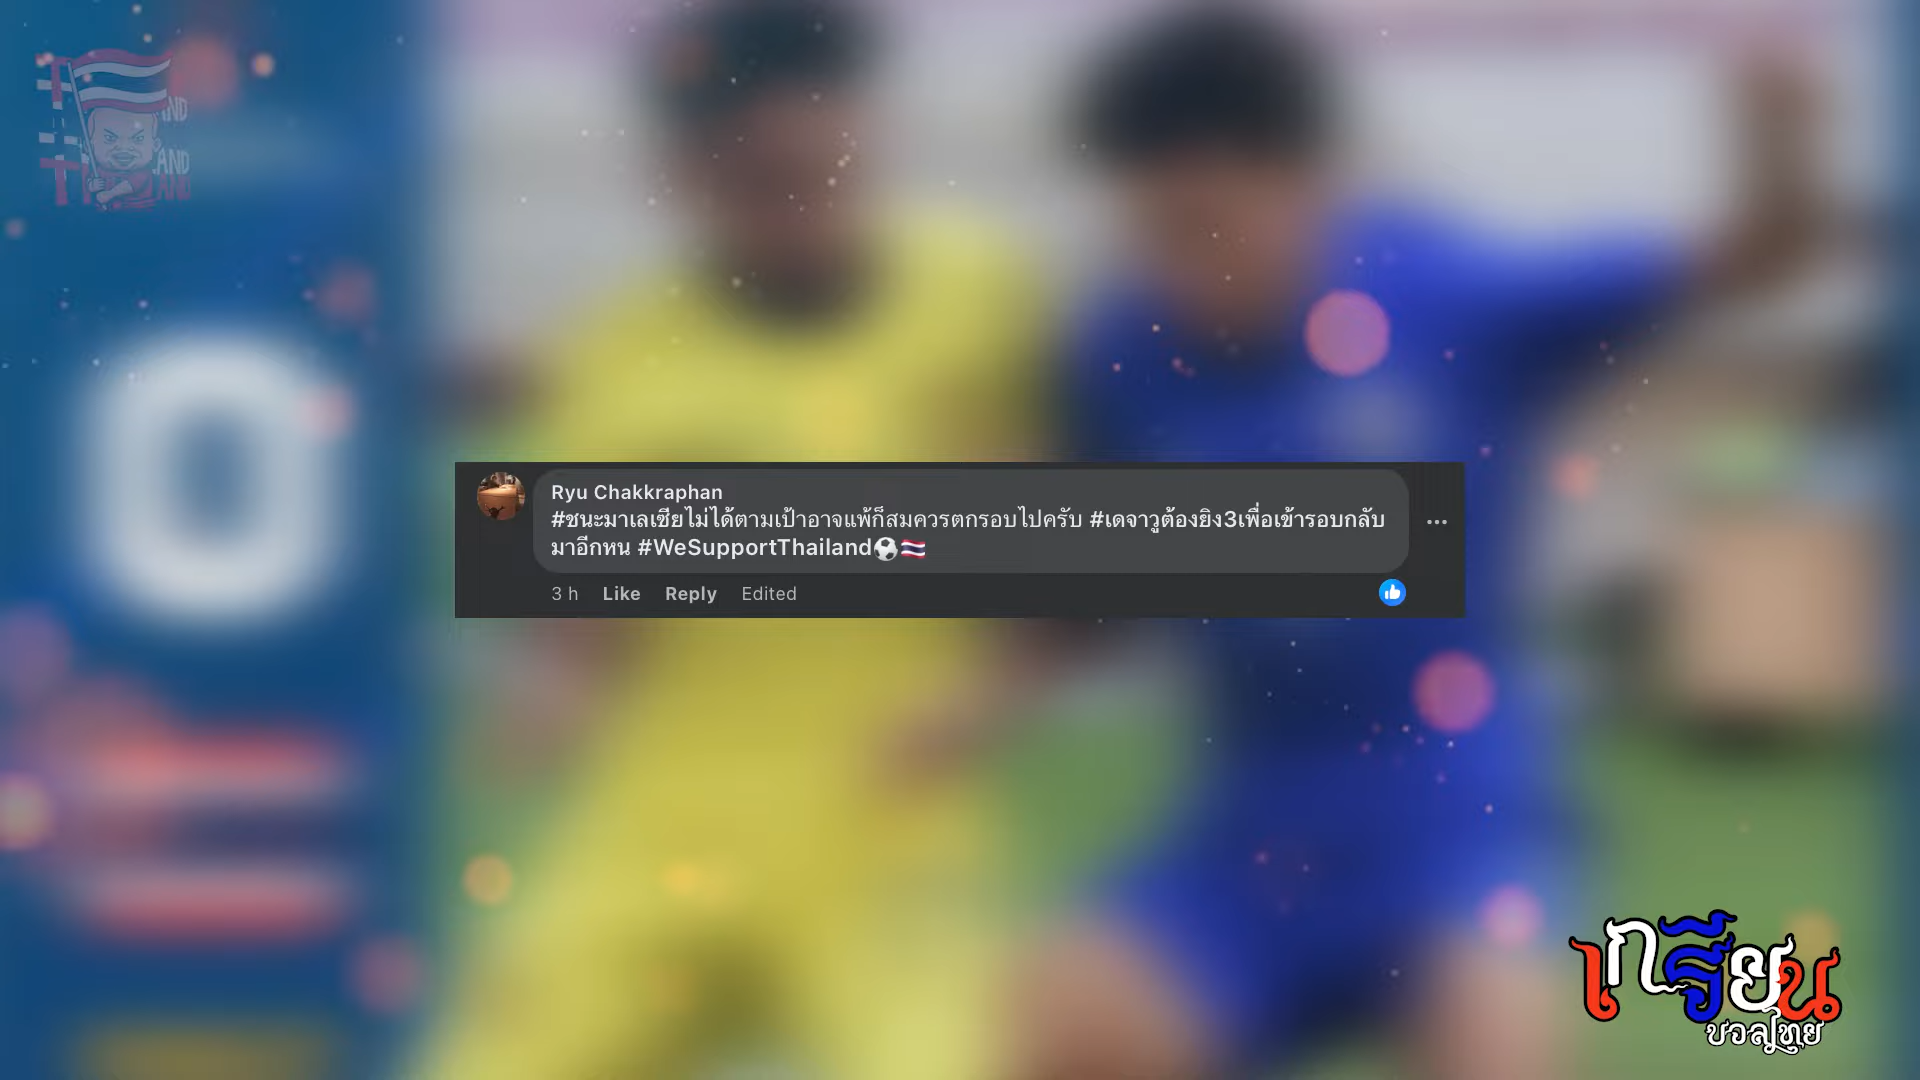 Ryu Chakkraphan
#ชนะมาเลเซียไม่ได้ตามเป้าอาจแพ้ก็สมควรตกรอบไปครับ #เดจาวูต้องยิง3เพื่อเข้ารอบกลับ
มาอีกหน #WeSupportThailand⚽🇹🇭
3 h Like Reply Edited
0
เกรียน
บอลไทย